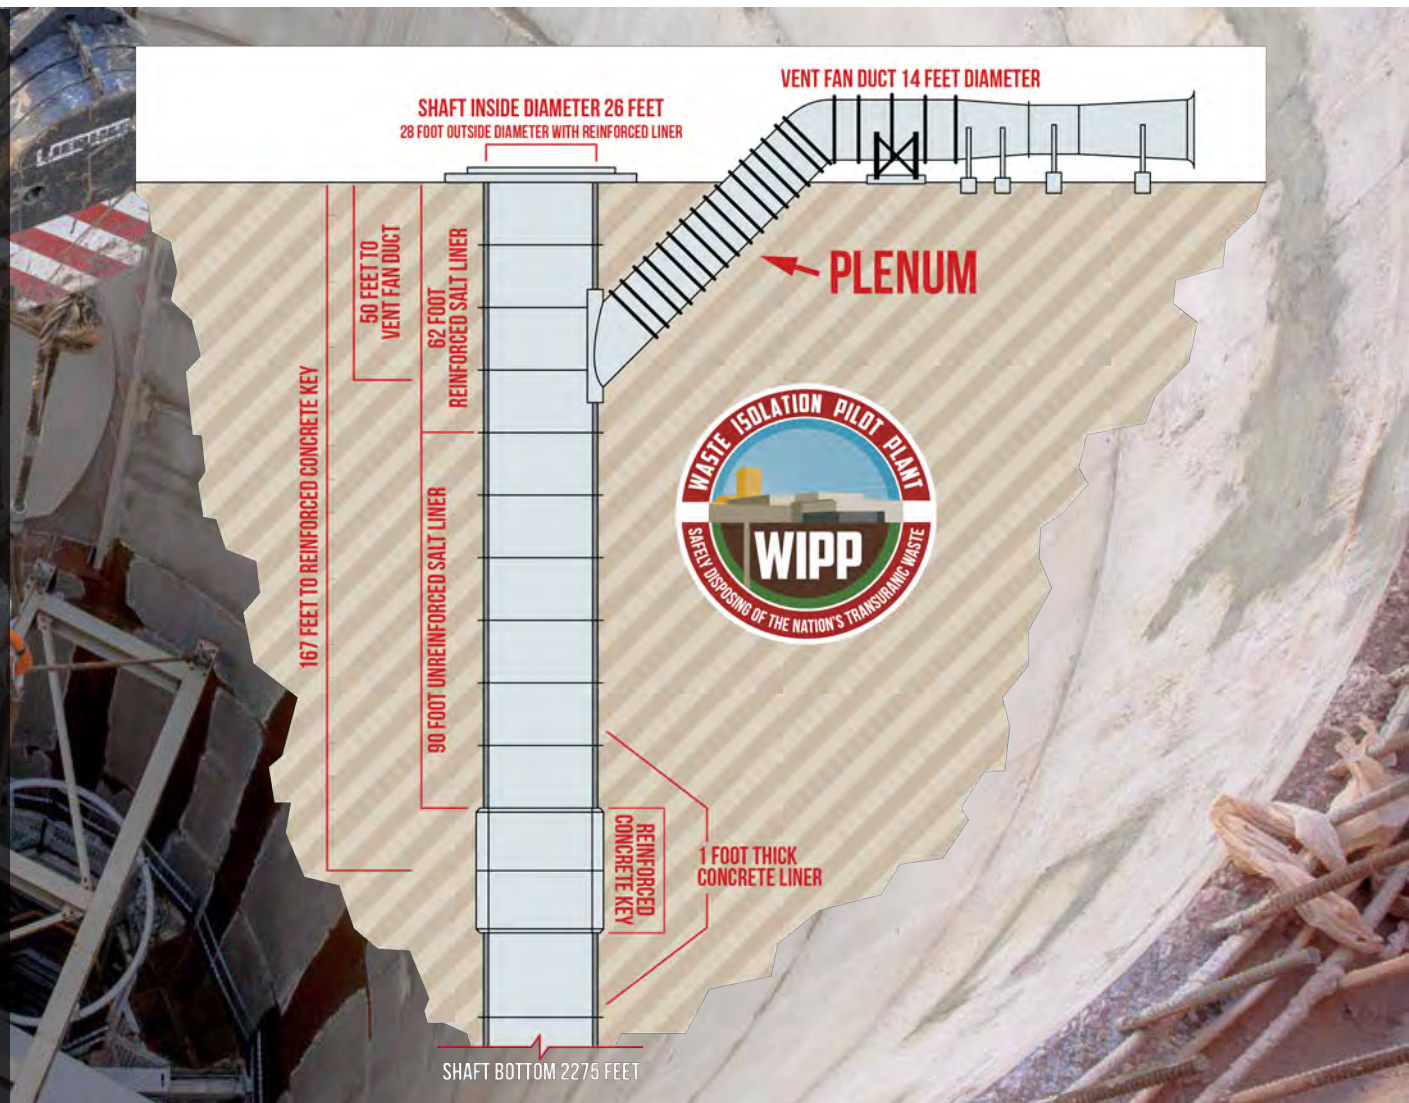 VENT FAN DUCT 14 FEET DIAMETER
SHAFT INSIDE DIAMETER 26 FEET
28 FOOT OUTSIDE DIAMETER WITH REINFORCED LINER
50 FEET TO
VENT FAN DUCT
62 FOOT
REINFORCED SALT LINER
PLENUM
167 FEET TO REINFORCED CONCRETE KEY
90 FOOT UNREINFORCED SALT LINER
WASTE ISOLATION PILOT PLANT
WIPP
SAFELY DISPOSING OF THE NATION'S TRANSURANIC WASTE
REINFORCED
CONCRETE KEY
1 FOOT THICK
CONCRETE LINER
SHAFT BOTTOM 2275 FEET